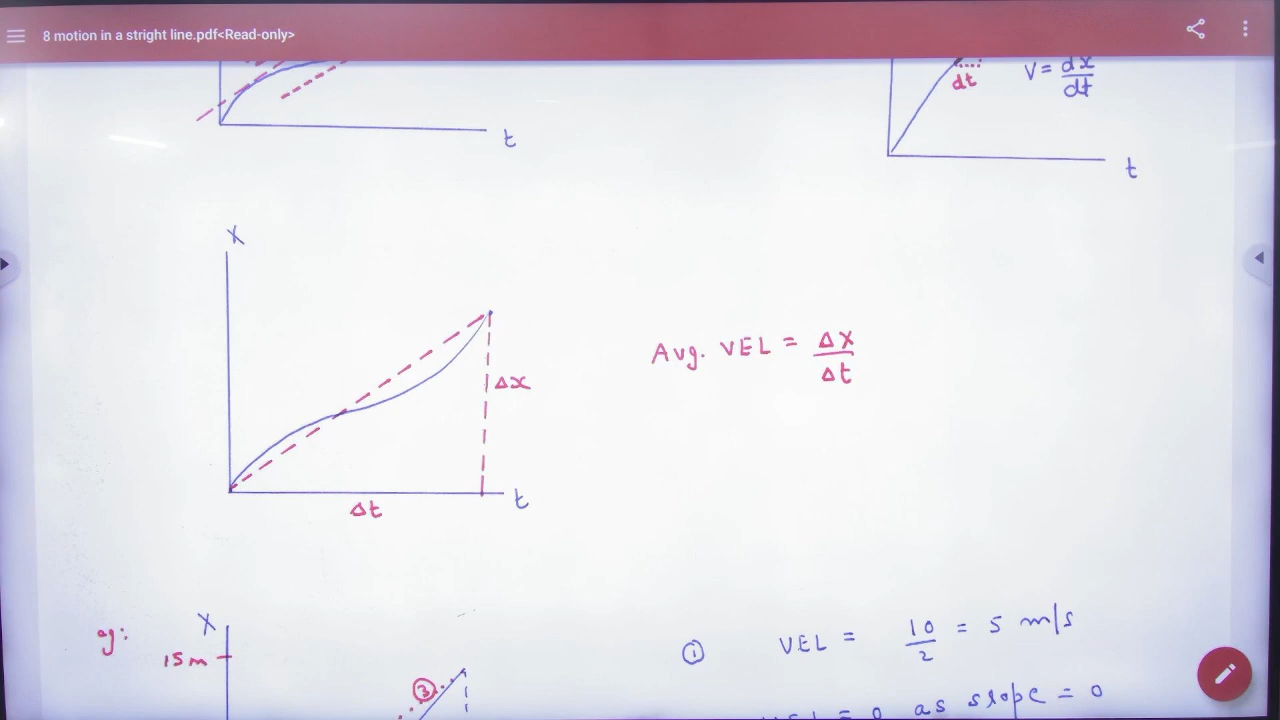 8 motion in a stright line.pdf<Read-only>
dt
V = dx/dt
t
t
X
Δx
Avg. VEL = Δx/Δt
t
Δt
eg:
X
15m
3
1 VEL = 10/2 = 5 m/s
= 0 as slope = 0